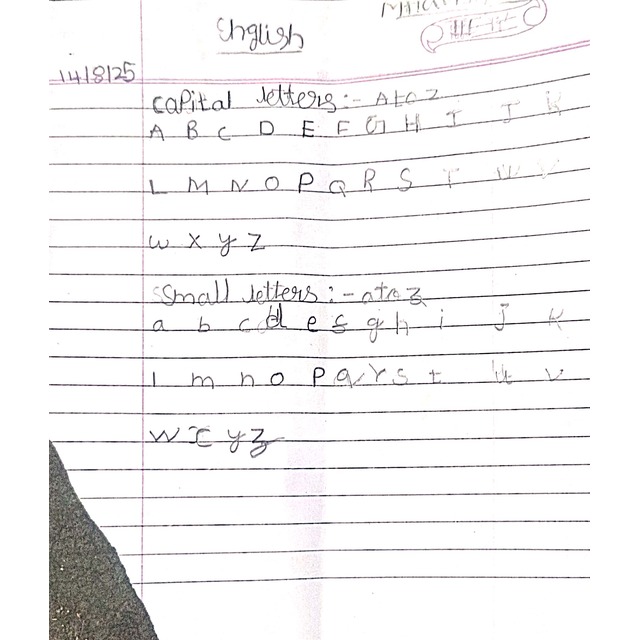 English
14/8/25
capital letters:- A to Z
A B C D E F G H I J K
L M N O P Q R S T U V
W X Y Z
Small letters:- a to z
a b c d e f g h i j k
l m n o p q r s t u v
w x y z